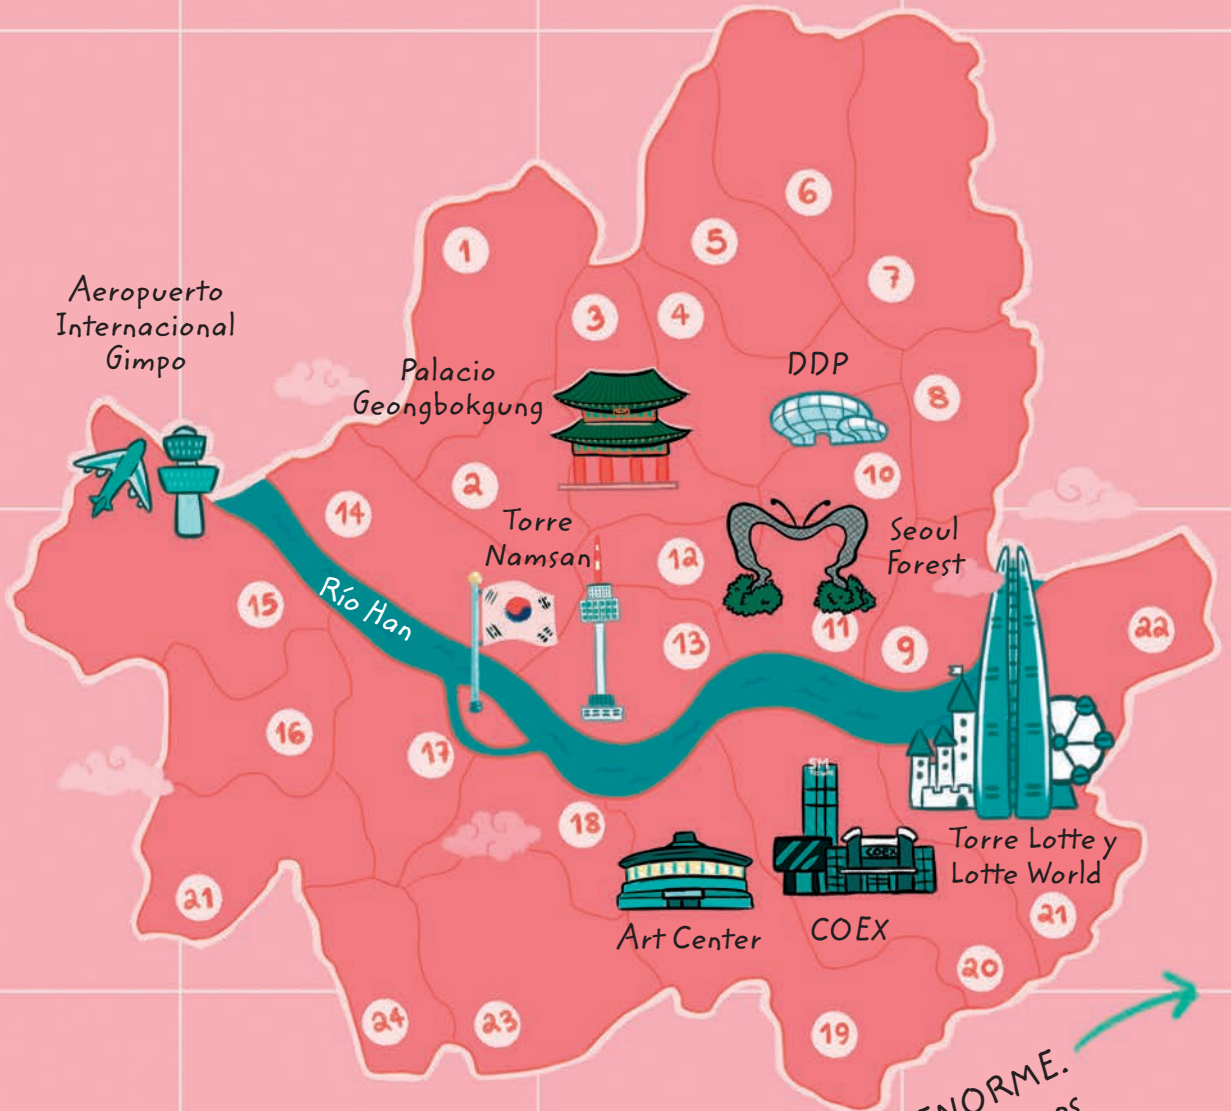 6
5
1
7
Aeropuerto
Internacional
Gimpo
3
4
DDP
Palacio
Geongbokgung
8
10
2
14
Torre
Namsan
Seoul
Forest
12
15
Río Han
11
13
9
22
16
17
SM
18
COEX
Torre Lotte y
Lotte World
21
21
Art Center
COEX
20
24
23
19
ENORME.